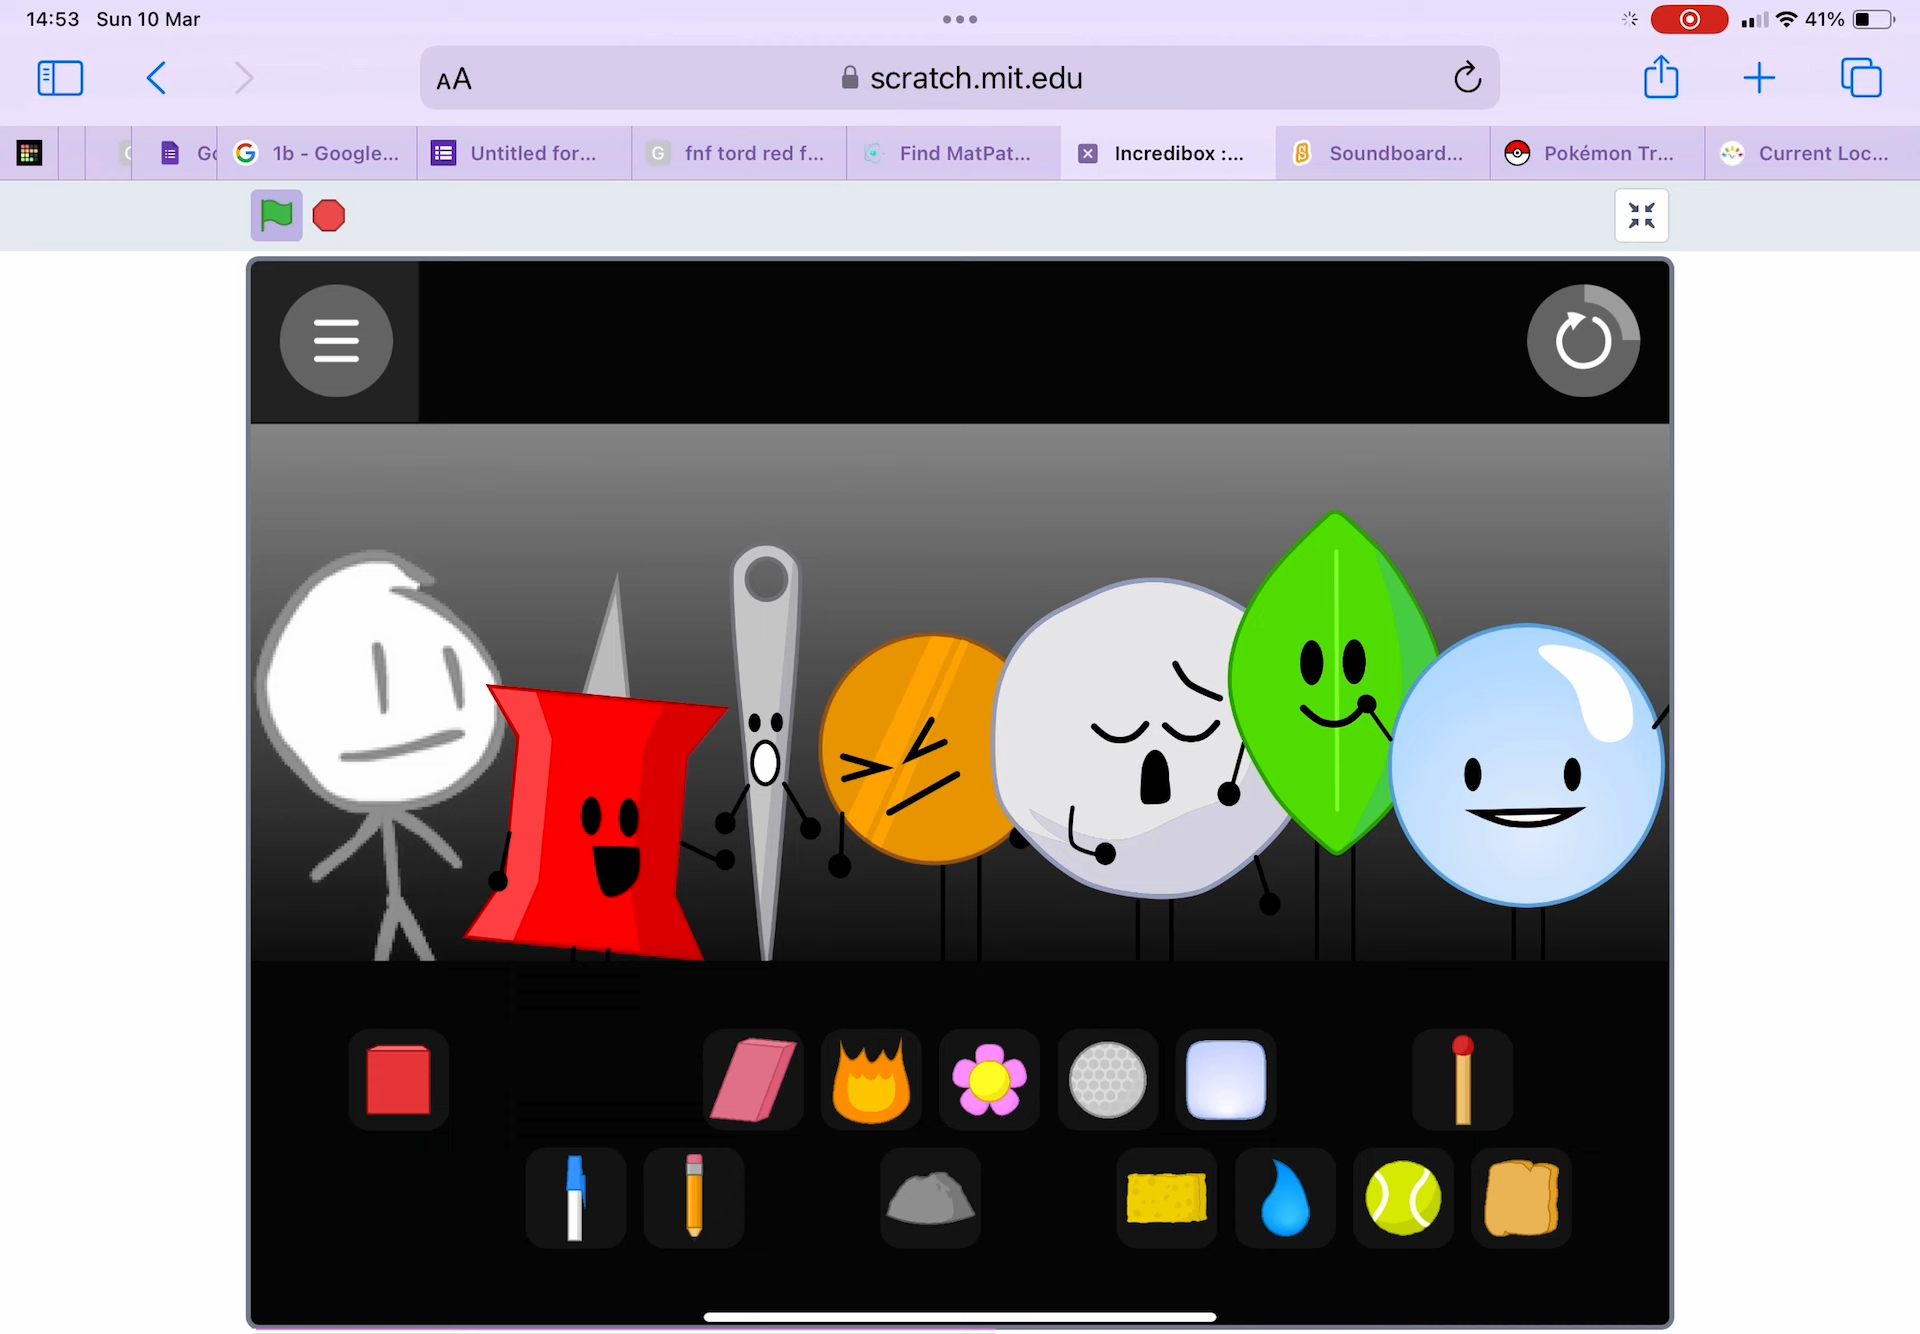 14:53 Sun 10 Mar
41%
AA
scratch.mit.edu
1b - Google...
Untitled for...
fnf tord red f...
Find MatPat...
Incredibox :...
Soundboard...
Pokémon Tr...
Current Loc...